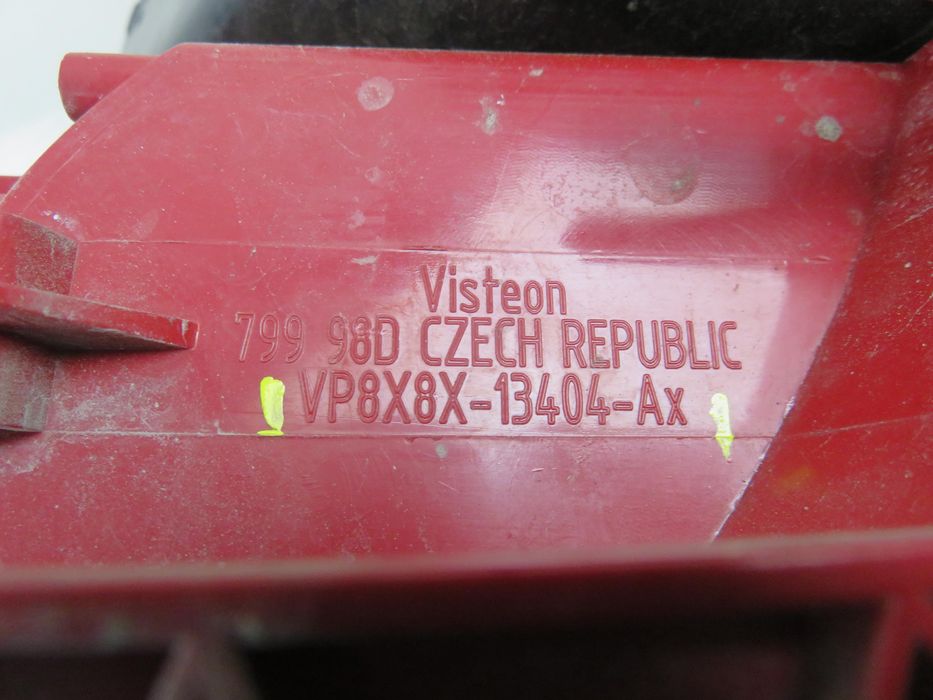 Visteon
799 98D CZECH REPUBLIC
VP8X8X-13404-Ax